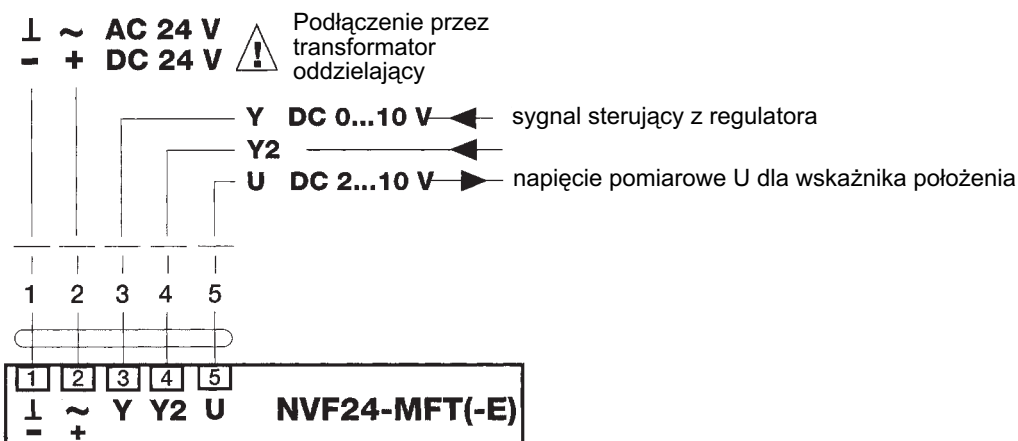 ⊥ ~ AC 24 V
- + DC 24 V
Podłączenie przez
transformator
oddzielający
Y DC 0...10 V
sygnal sterujący z regulatora
Y2
U DC 2...10 V
napięcie pomiarowe U dla wskażnika położenia
1 2 3 4 5
1 2 3 4 5
⊥ ~ Y Y2 U NVF24-MFT(-E)
- +